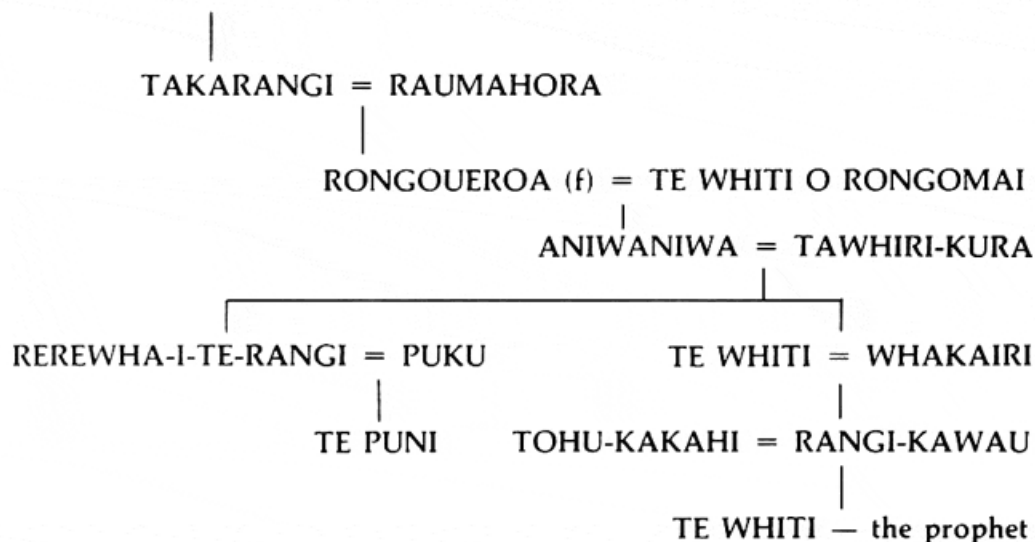 TAKARANGI = RAUMAHORA
RONGOUEROA (f) = TE WHITI O RONGOMAI
ANIWANIWA = TAWHIRI-KURA
REREWHA-I-TE-RANGI = PUKU TE WHITI = WHAKAIRI
TE PUNI TOHU-KAKAHI = RANGI-KAWAU
TE WHITI — the prophet